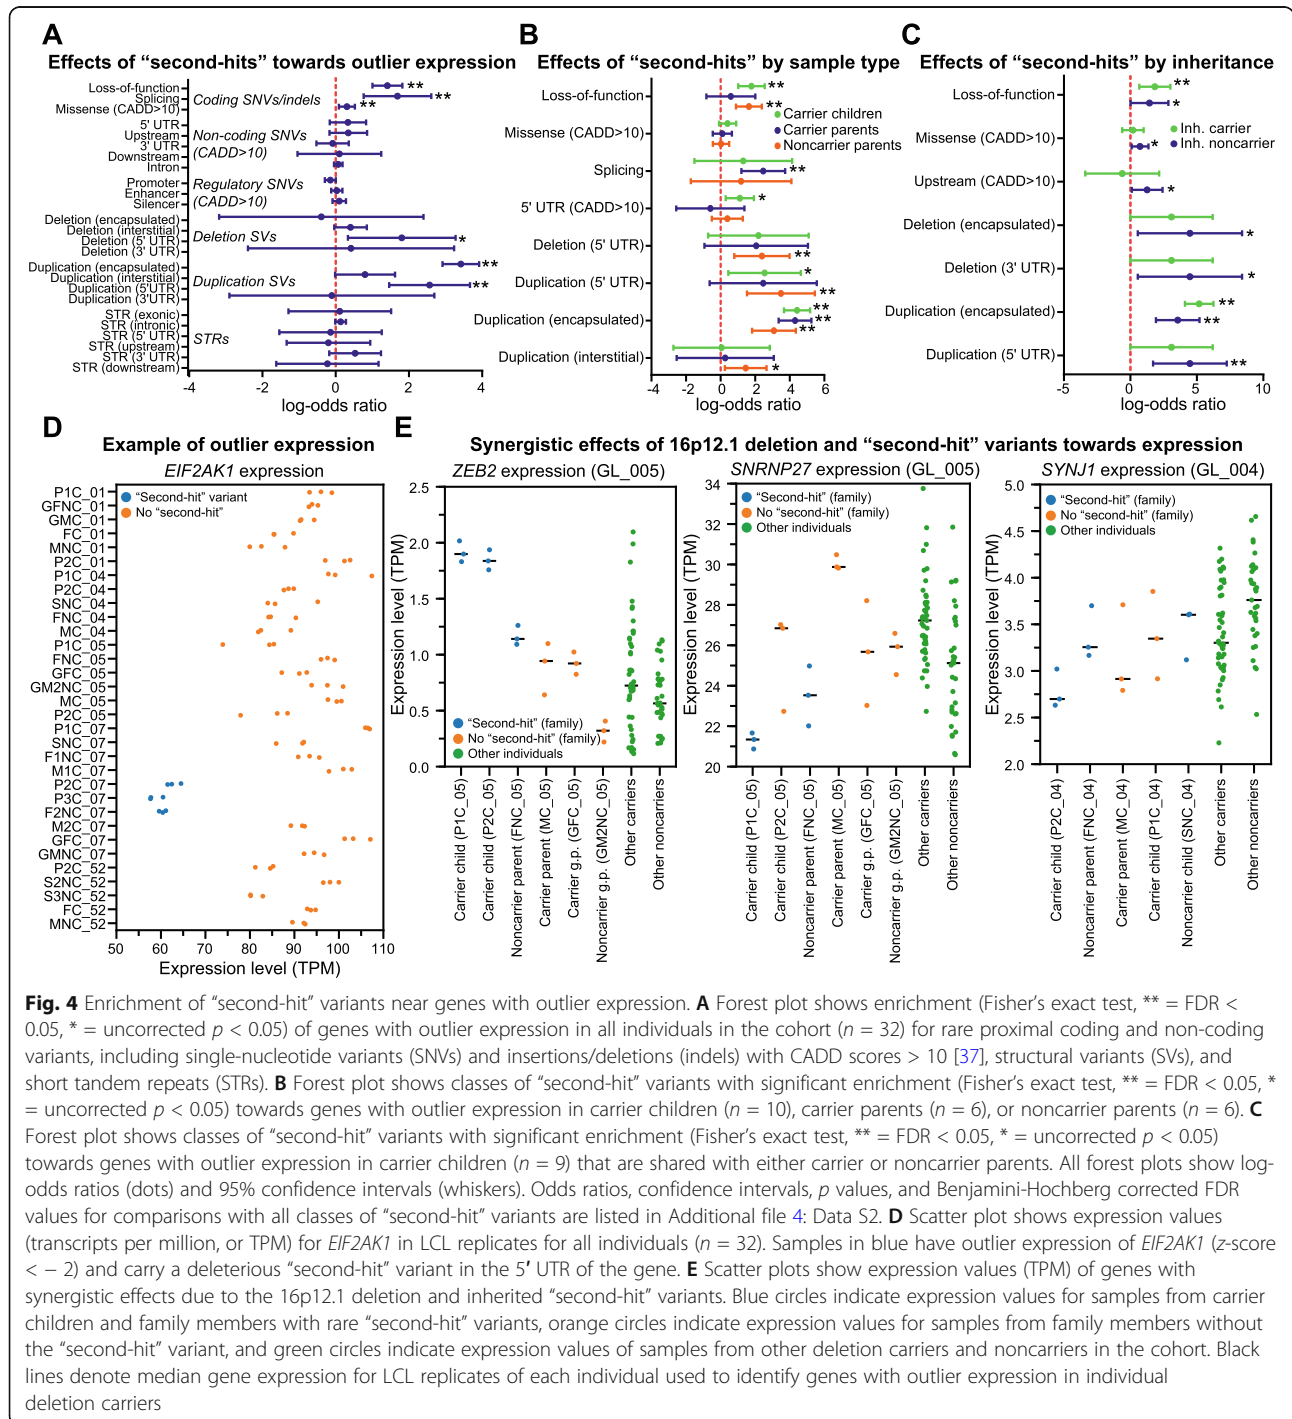 A
Effects of “second-hits” towards outlier expression
Loss-of-function
Splicing
Missense (CADD>10)
Coding SNVs/indels
5' UTR
Upstream
3' UTR
Downstream
Intron
Non-coding SNVs
(CADD>10)
Promoter
Enhancer
Silencer
Regulatory SNVs
(CADD>10)
Deletion (encapsulated)
Deletion (interstitial)
Deletion (5' UTR)
Deletion (3' UTR)
Deletion SVs
Duplication (encapsulated)
Duplication (interstitial)
Duplication (5'UTR)
Duplication (3'UTR)
Duplication SVs
STR (exonic)
STR (intronic)
STR (5' UTR)
STR (upstream)
STR (3' UTR)
STR (downstream)
STRs
**
**
**
*
**
**
-4 -2 0 2 4
log-odds ratio
B
Effects of “second-hits” by sample type
Loss-of-function
Missense (CADD>10)
Splicing
5' UTR (CADD>10)
Deletion (5' UTR)
Duplication (5' UTR)
Duplication (encapsulated)
Duplication (interstitial)
Carrier children
Carrier parents
Noncarrier parents
**
**
**
*
**
*
**
**
**
**
*
-4 -2 0 2 4 6
log-odds ratio
C
Effects of “second-hits” by inheritance
Loss-of-function
Missense (CADD>10)
Upstream (CADD>10)
Deletion (encapsulated)
Deletion (3' UTR)
Duplication (encapsulated)
Duplication (5' UTR)
Inh. carrier
Inh. noncarrier
**
*
*
*
*
*
**
**
**
-5 0 5 10
log-odds ratio
D
Example of outlier expression
EIF2AK1 expression
“Second-hit” variant
No “second-hit”
P1C_01
GFNC_01
GMC_01
FC_01
MNC_01
P2C_01
P1C_04
P2C_04
SNC_04
FNC_04
MC_04
P1C_05
FNC_05
GFC_05
GM2NC_05
MC_05
P2C_05
P1C_07
SNC_07
F1NC_07
M1C_07
P2C_07
P3C_07
F2NC_07
M2C_07
GFC_07
GMNC_07
P2C_52
S2NC_52
S3NC_52
FC_52
MNC_52
50 60 70 80 90 100 110
Expression level (TPM)
E
Synergistic effects of 16p12.1 deletion and “second-hit” variants towards expression
ZEB2 expression (GL_005)
Expression level (TPM)
2.5
2.0
1.5
1.0
0.5
0.0
“Second-hit” (family)
No “second-hit” (family)
Other individuals
Carrier child (P1C_05)
Carrier child (P2C_05)
Noncarrier parent (FNC_05)
Carrier parent (MC_05)
Carrier g.p. (GFC_05)
Noncarrier g.p. (GM2NC_05)
Other carriers
Other noncarriers
SNRNP27 expression (GL_005)
Expression level (TPM)
34
32
30
28
26
24
22
20
“Second-hit” (family)
No “second-hit” (family)
Other individuals
Carrier child (P1C_05)
Carrier child (P2C_05)
Noncarrier parent (FNC_05)
Carrier parent (MC_05)
Carrier g.p. (GFC_05)
Noncarrier g.p. (GM2NC_05)
Other carriers
Other noncarriers
SYNJ1 expression (GL_004)
Expression level (TPM)
5.0
4.5
4.0
3.5
3.0
2.5
2.0
“Second-hit” (family)
No “second-hit” (family)
Other individuals
Carrier child (P2C_04)
Noncarrier parent (FNC_04)
Carrier parent (MC_04)
Carrier child (P1C_04)
Noncarrier child (SNC_04)
Other carriers
Other noncarriers
Fig. 4 Enrichment of “second-hit” variants near genes with outlier expression. A Forest plot shows enrichment (Fisher’s exact test, ** = FDR <
0.05, * = uncorrected p < 0.05) of genes with outlier expression in all individuals in the cohort (n = 32) for rare proximal coding and non-coding
variants, including single-nucleotide variants (SNVs) and insertions/deletions (indels) with CADD scores > 10 [37], structural variants (SVs), and
short tandem repeats (STRs). B Forest plot shows classes of “second-hit” variants with significant enrichment (Fisher’s exact test, ** = FDR < 0.05, *
= uncorrected p < 0.05) towards genes with outlier expression in carrier children (n = 10), carrier parents (n = 6), or noncarrier parents (n = 6). C
Forest plot shows classes of “second-hit” variants with significant enrichment (Fisher’s exact test, ** = FDR < 0.05, * = uncorrected p < 0.05)
towards genes with outlier expression in carrier children (n = 9) that are shared with either carrier or noncarrier parents. All forest plots show log-
odds ratios (dots) and 95% confidence intervals (whiskers). Odds ratios, confidence intervals, p values, and Benjamini-Hochberg corrected FDR
values for comparisons with all classes of “second-hit” variants are listed in Additional file 4: Data S2. D Scatter plot shows expression values
(transcripts per million, or TPM) for EIF2AK1 in LCL replicates for all individuals (n = 32). Samples in blue have outlier expression of EIF2AK1 (z-score
< − 2) and carry a deleterious “second-hit” variant in the 5′ UTR of the gene. E Scatter plots show expression values (TPM) of genes with
synergistic effects due to the 16p12.1 deletion and inherited “second-hit” variants. Blue circles indicate expression values for samples from carrier
children and family members with rare “second-hit” variants, orange circles indicate expression values for samples from family members without
the “second-hit” variant, and green circles indicate expression values of samples from other deletion carriers and noncarriers in the cohort. Black
lines denote median gene expression for LCL replicates of each individual used to identify genes with outlier expression in individual
deletion carriers